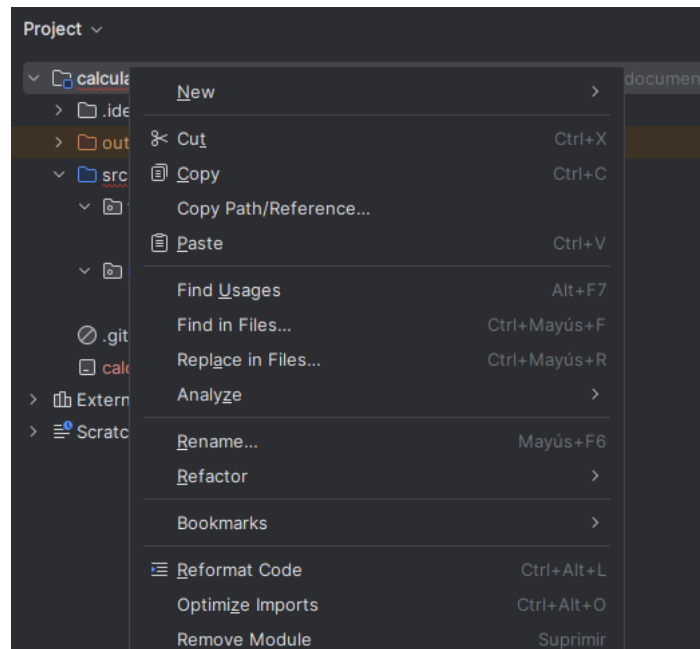 Project
calcula
documen
.ide
out
src
.git
calc
Extern
Scratc
New
Cut Ctrl+X
Copy Ctrl+C
Copy Path/Reference...
Paste Ctrl+V
Find Usages Alt+F7
Find in Files... Ctrl+Mayús+F
Replace in Files... Ctrl+Mayús+R
Analyze
Rename... Mayús+F6
Refactor
Bookmarks
Reformat Code Ctrl+Alt+L
Optimize Imports Ctrl+Alt+O
Remove Module Suprimir